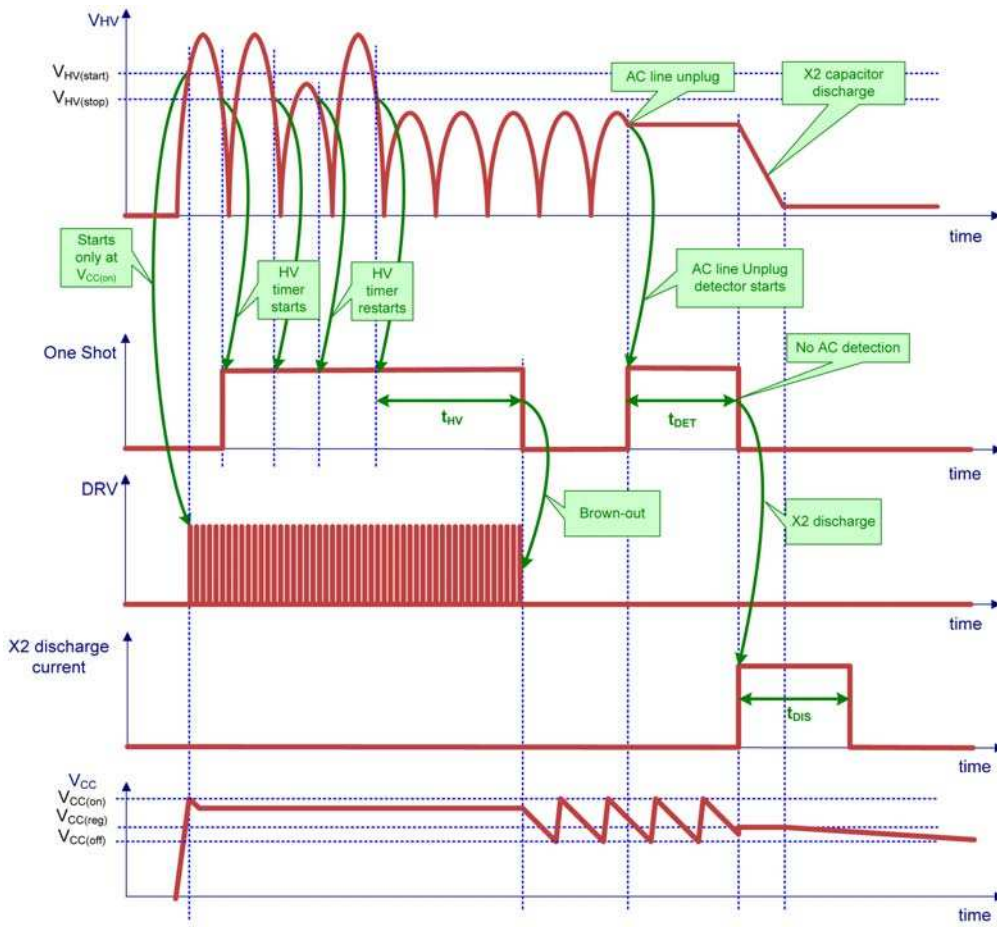 VHV
VHV(start)
VHV(stop)
AC line unplug
X2 capacitor
discharge
time
Starts
only at
VCC(on)
HV
timer
starts
HV
timer
restarts
AC line Unplug
detector starts
One Shot
No AC detection
tHV
tDET
time
DRV
Brown-out
X2 discharge
time
X2 discharge
current
tDIS
time
VCC
VCC(on)
VCC(reg)
VCC(off)
time